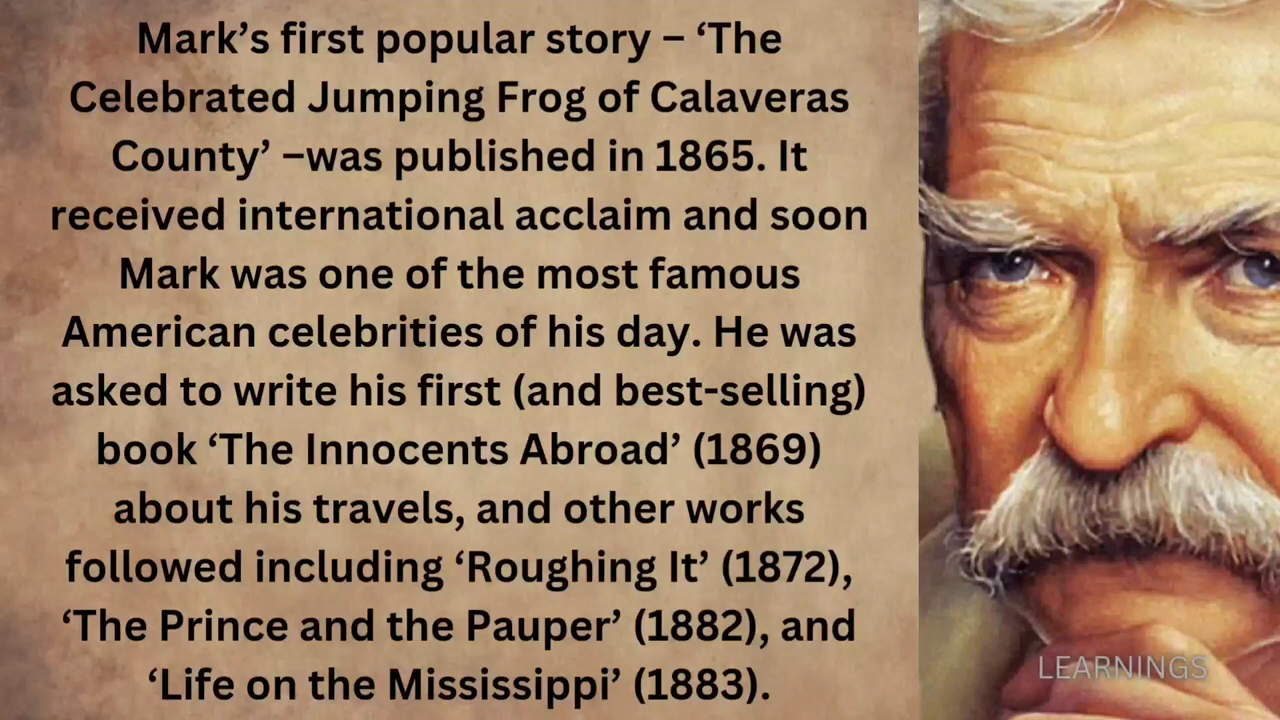 Mark’s first popular story – ‘The
Celebrated Jumping Frog of Calaveras
County’ –was published in 1865. It
received international acclaim and soon
Mark was one of the most famous
American celebrities of his day. He was
asked to write his first (and best-selling)
book ‘The Innocents Abroad’ (1869)
about his travels, and other works
followed including ‘Roughing It’ (1872),
‘The Prince and the Pauper’ (1882), and
‘Life on the Mississippi’ (1883).
LEARNINGS